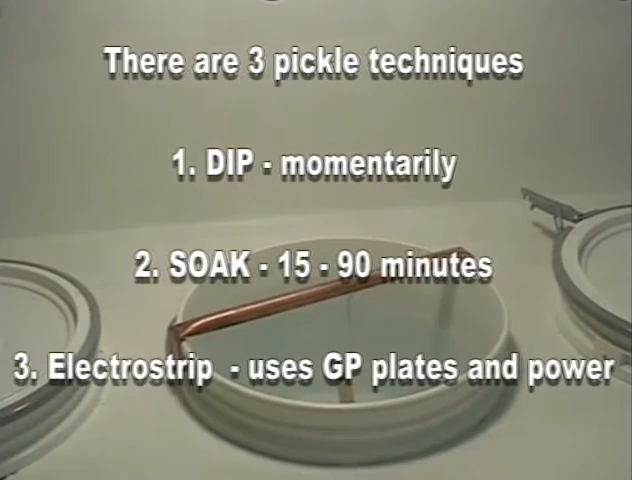 There are 3 pickle techniques
1. DIP - momentarily
2. SOAK - 15 - 90 minutes
3. Electrostrip - uses GP plates and power